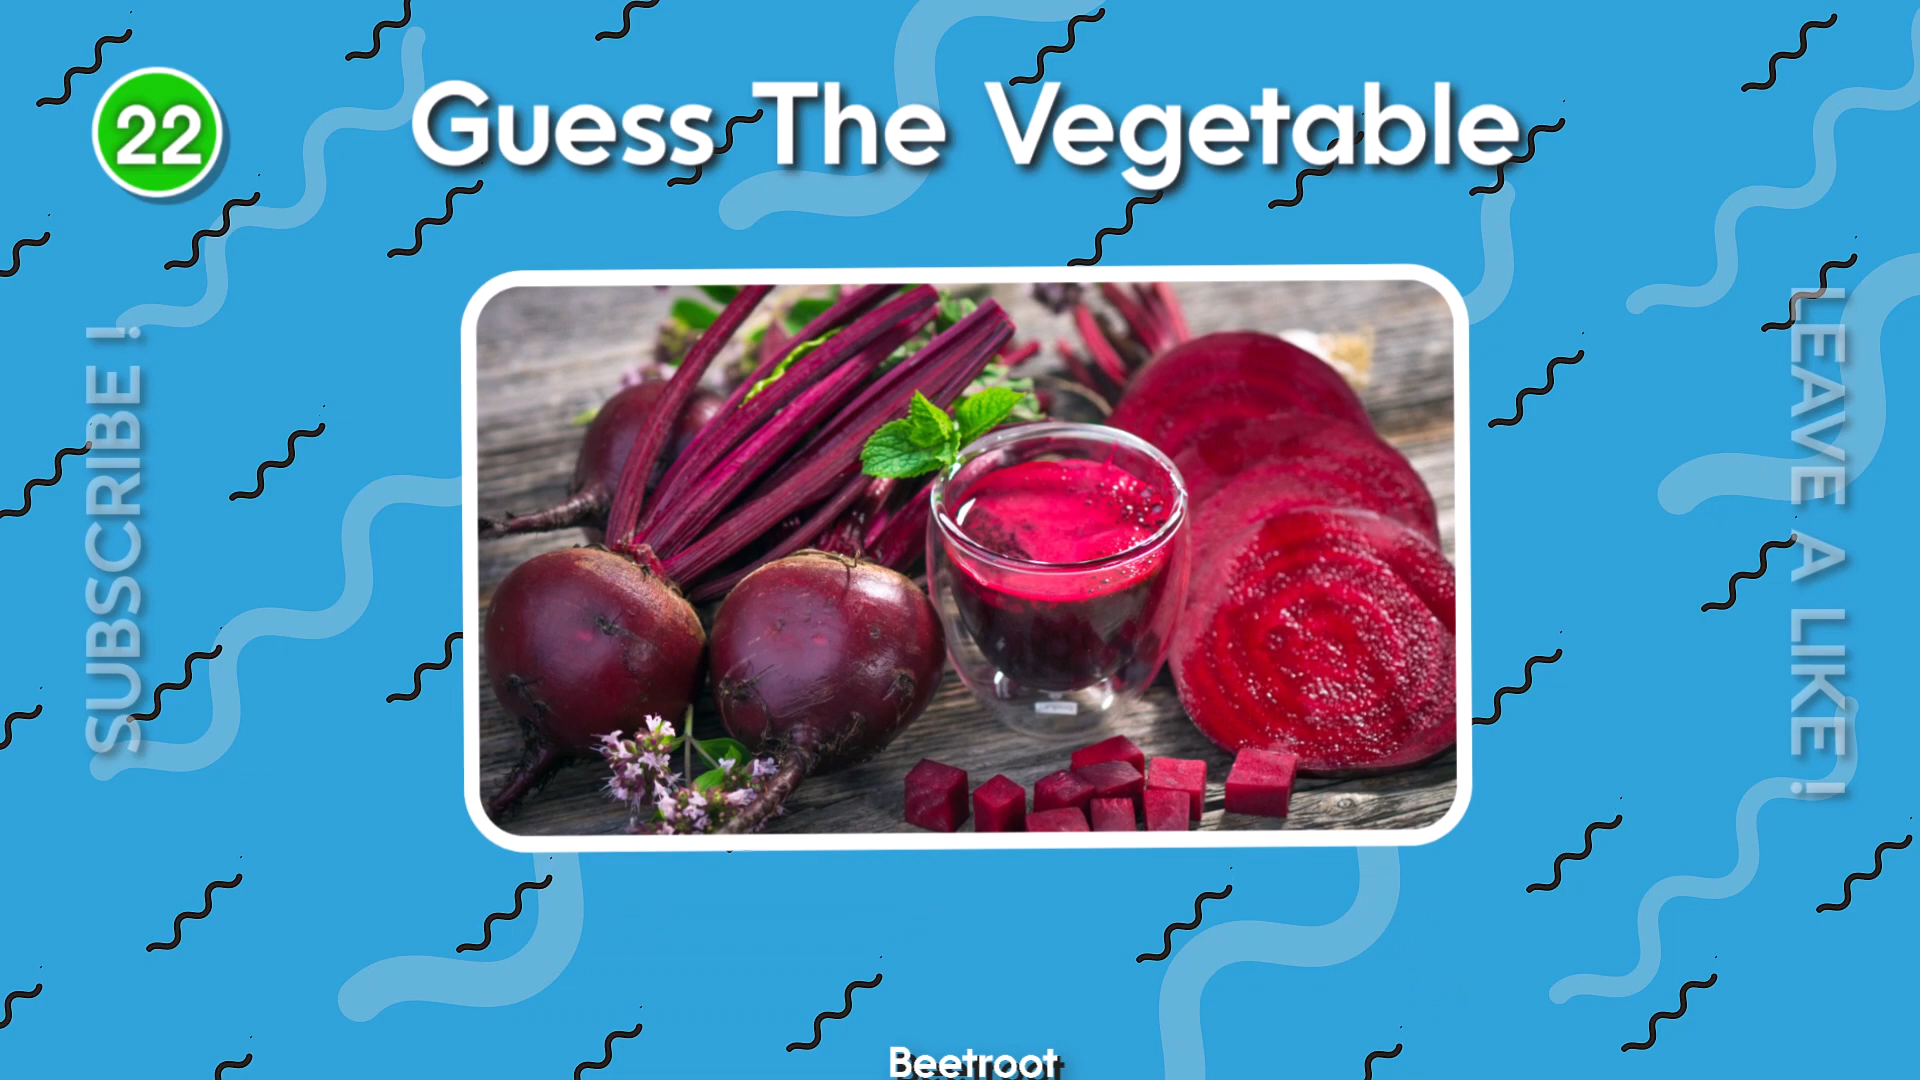 22
Guess The Vegetable
SUBSCRIBE !
LEAVE A LIKE !
Beetroot